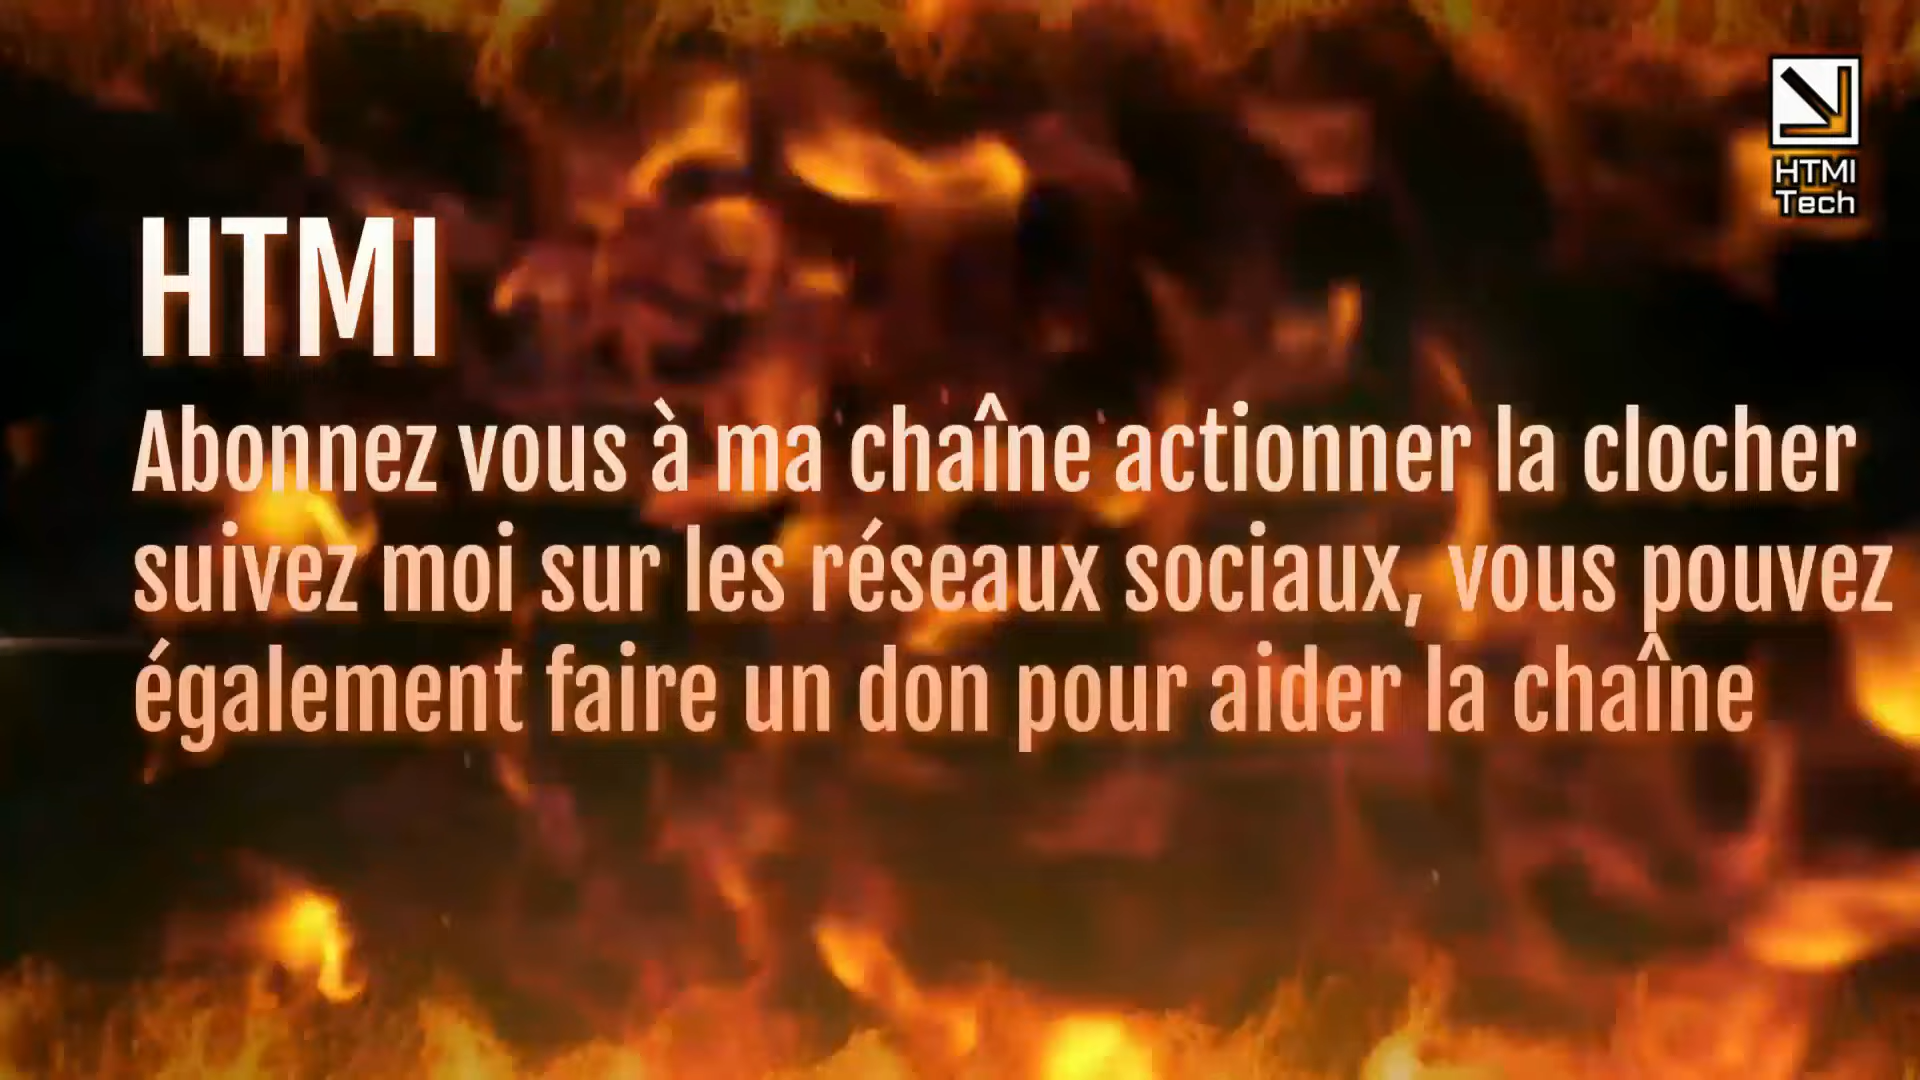 HTMI
Tech
HTMI
Abonnez vous à ma chaîne actionner la clocher
suivez moi sur les réseaux sociaux, vous pouvez
également faire un don pour aider la chaîne